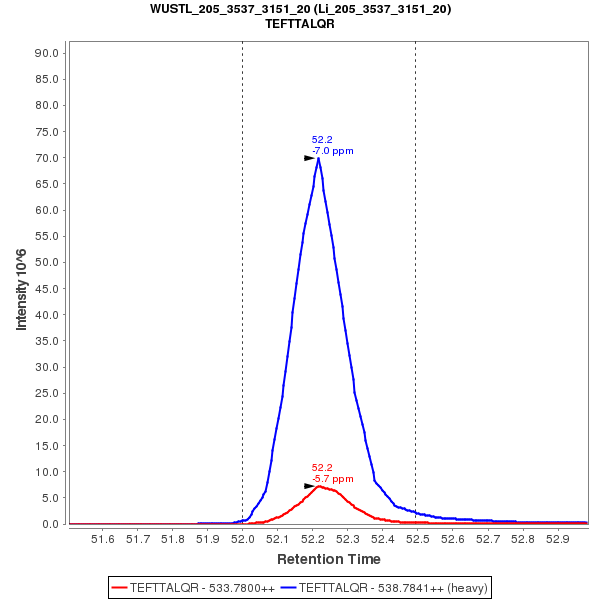 WUSTL_205_3537_3151_20 (Li_205_3537_3151_20)
TEFTTALQR
Intensity 10^6
90.0
85.0
80.0
75.0
70.0
65.0
60.0
55.0
50.0
45.0
40.0
35.0
30.0
25.0
20.0
15.0
10.0
5.0
0.0
52.2
-7.0 ppm
52.2
-5.7 ppm
51.6 51.7 51.8 51.9 52.0 52.1 52.2 52.3 52.4 52.5 52.6 52.7 52.8 52.9
Retention Time
TEFTTALQR - 533.7800++ TEFTTALQR - 538.7841++ (heavy)